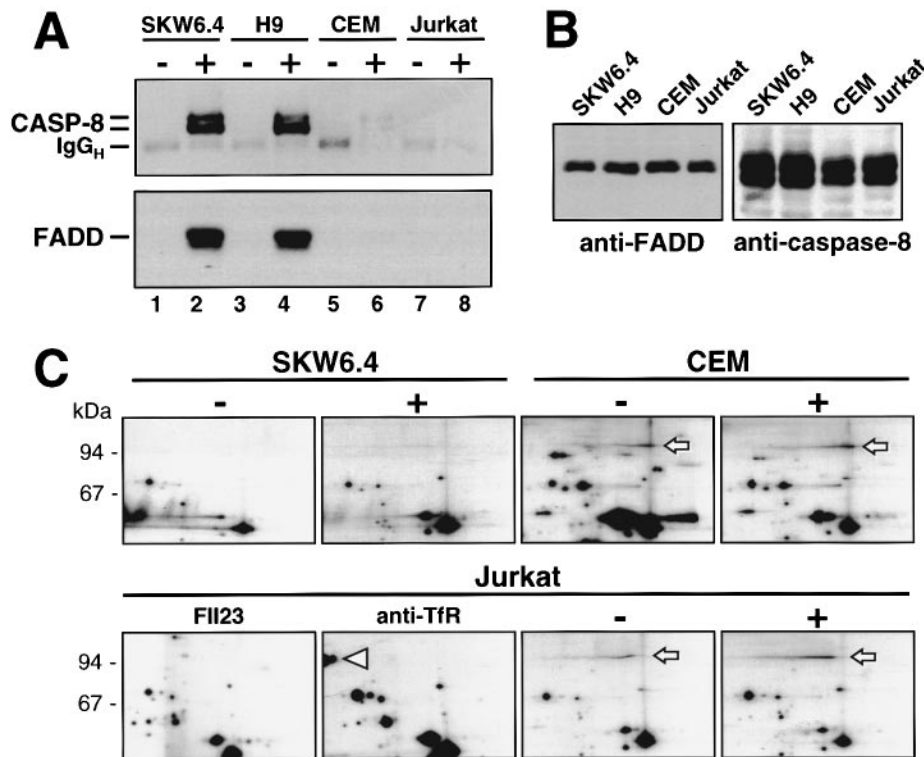 A
SKW6.4 H9 CEM Jurkat
- + - + - + - +
CASP-8
IgGH
FADD
1 2 3 4 5 6 7 8
B
SKW6.4 H9 CEM Jurkat SKW6.4 H9 CEM Jurkat
anti-FADD anti-caspase-8
C
SKW6.4 CEM
kDa - + - +
94 -
67 -
Jurkat
FII23 anti-TfR - +
94 -
67 -